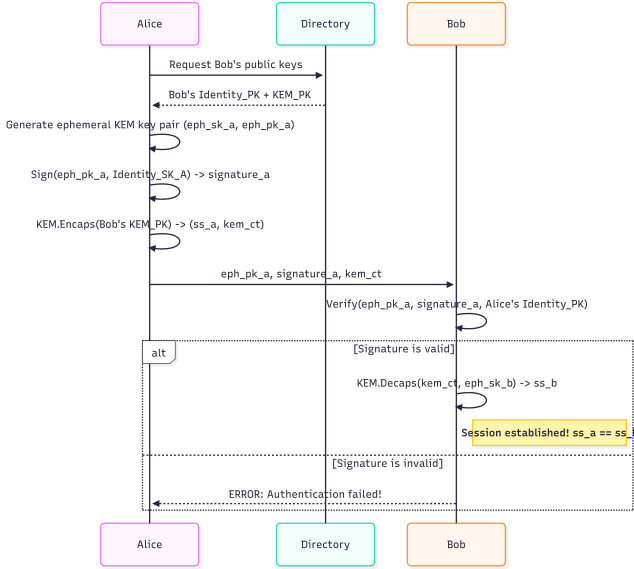 Alice
Directory
Bob
Request Bob's public keys
Bob's Identity_PK + KEM_PK
Generate ephemeral KEM key pair (eph_sk_a, eph_pk_a)
Sign(eph_pk_a, Identity_SK_A) -> signature_a
KEM.Encaps(Bob's KEM_PK) -> (ss_a, kem_ct)
eph_pk_a, signature_a, kem_ct
Verify(eph_pk_a, signature_a, Alice's Identity_PK)
alt
[Signature is valid]
KEM.Decaps(kem_ct, eph_sk_b) -> ss_b
Session established! ss_a == ss_
[Signature is invalid]
ERROR: Authentication failed!
Alice
Directory
Bob